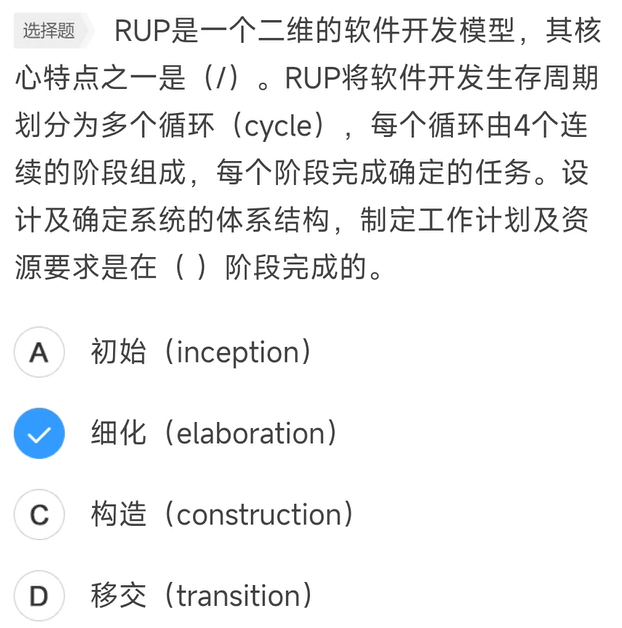 选择题 RUP是一个二维的软件开发模型，其核
心特点之一是（/）。RUP将软件开发生存周期
划分为多个循环（cycle），每个循环由4个连
续的阶段组成，每个阶段完成确定的任务。设
计及确定系统的体系结构，制定工作计划及资
源要求是在（ ）阶段完成的。
A 初始（inception）
细化（elaboration）
C 构造（construction）
D 移交（transition）